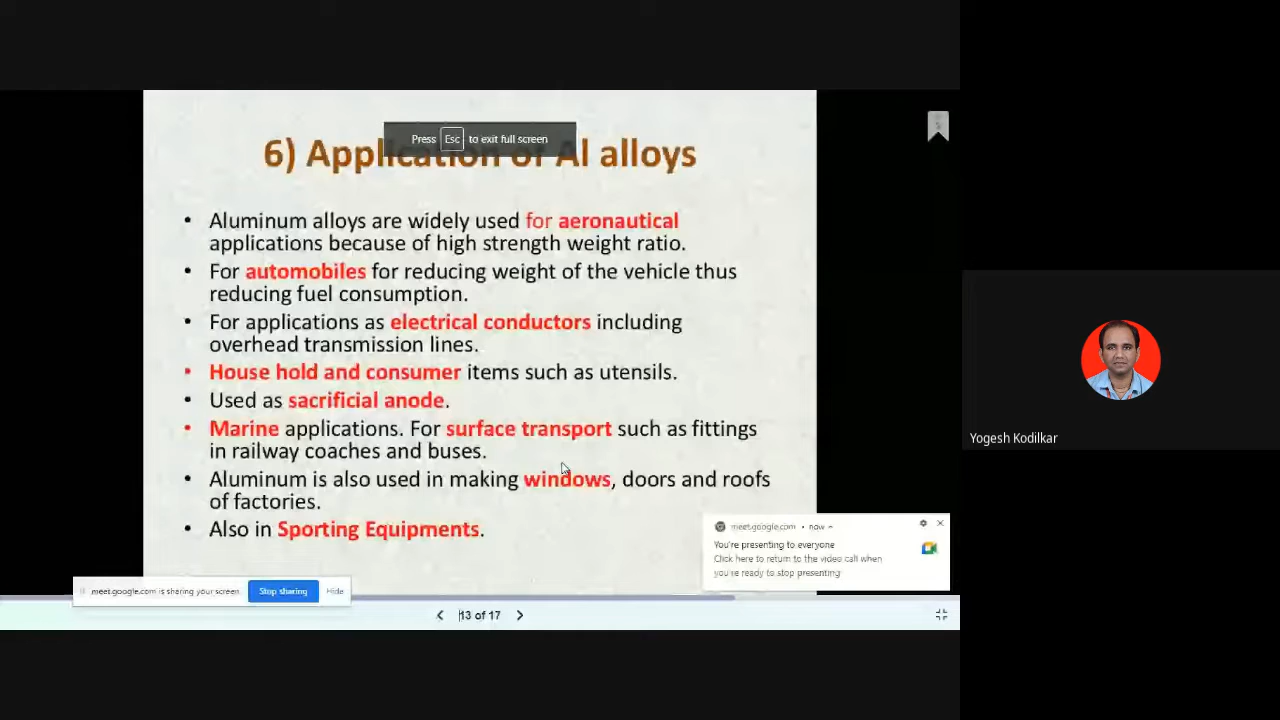 6) Application of Al alloys
Press Esc to exit full screen
• Aluminum alloys are widely used for aeronautical
applications because of high strength weight ratio.
• For automobiles for reducing weight of the vehicle thus
reducing fuel consumption.
• For applications as electrical conductors including
overhead transmission lines.
• House hold and consumer items such as utensils.
• Used as sacrificial anode.
• Marine applications. For surface transport such as fittings
in railway coaches and buses.
• Aluminum is also used in making windows, doors and roofs
of factories.
• Also in Sporting Equipments.
meet.google.com • now
You're presenting to everyone
Click here to return to the video call when
you're ready to stop presenting
meet.google.com is sharing your screen. Stop sharing Hide
13 of 17
Yogesh Kodilkar